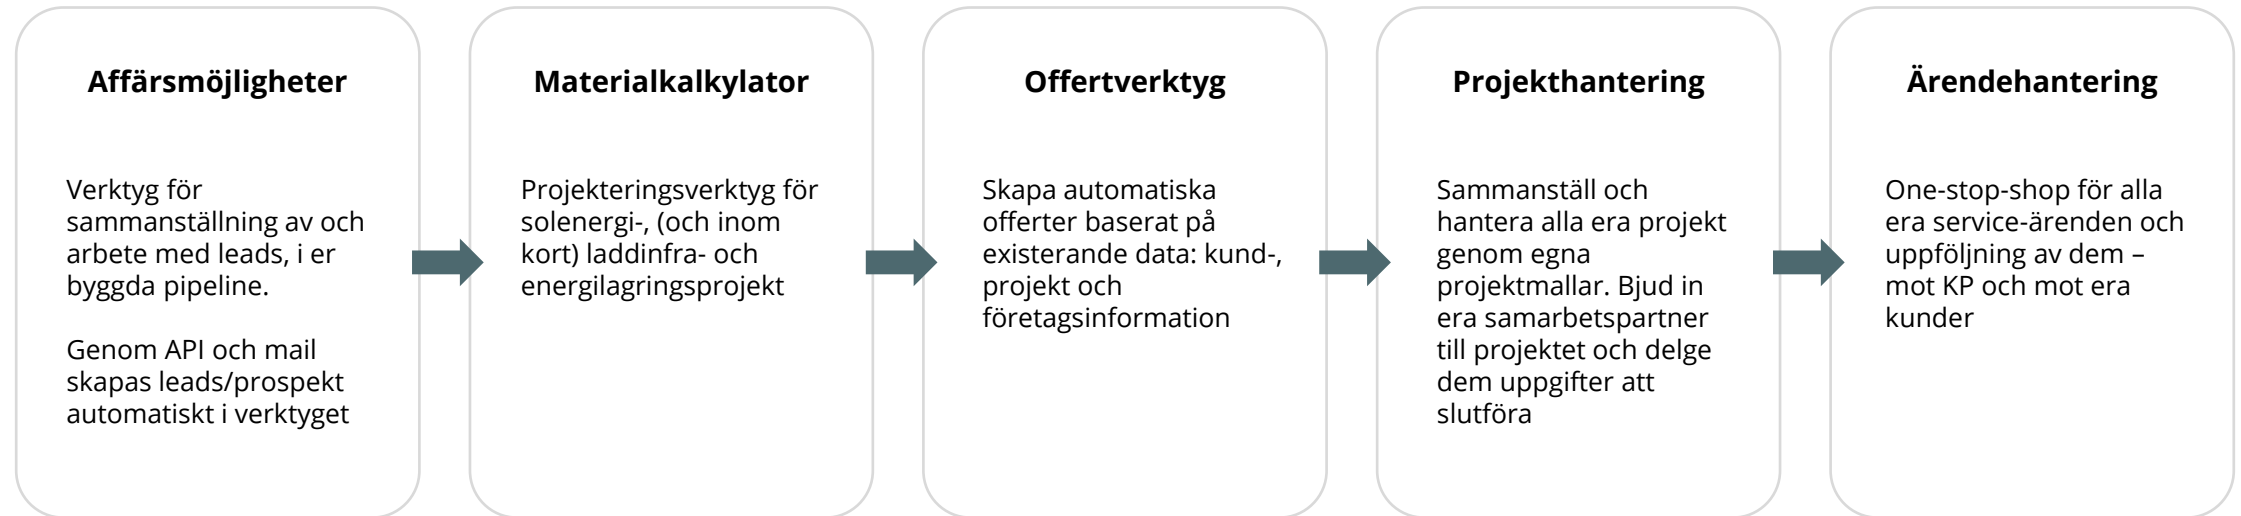 Affärsmöjligheter
Verktyg för
sammanställning av och
arbete med leads, i er
byggda pipeline.
Genom API och mail
skapas leads/prospekt
automatiskt i verktyget
Materialkalkylator
Projekteringsverktyg för
solenergi-, (och inom
kort) laddinfra- och
energilagringsprojekt
Offertverktyg
Skapa automatiska
offerter baserat på
existerande data: kund-,
projekt och
företagsinformation
Projekthantering
Sammanställ och
hantera alla era projekt
genom egna
projektmallar. Bjud in
era samarbetspartner
till projektet och delge
dem uppgifter att
slutföra
Ärendehantering
One-stop-shop för alla
era service-ärenden och
uppföljning av dem –
mot KP och mot era
kunder